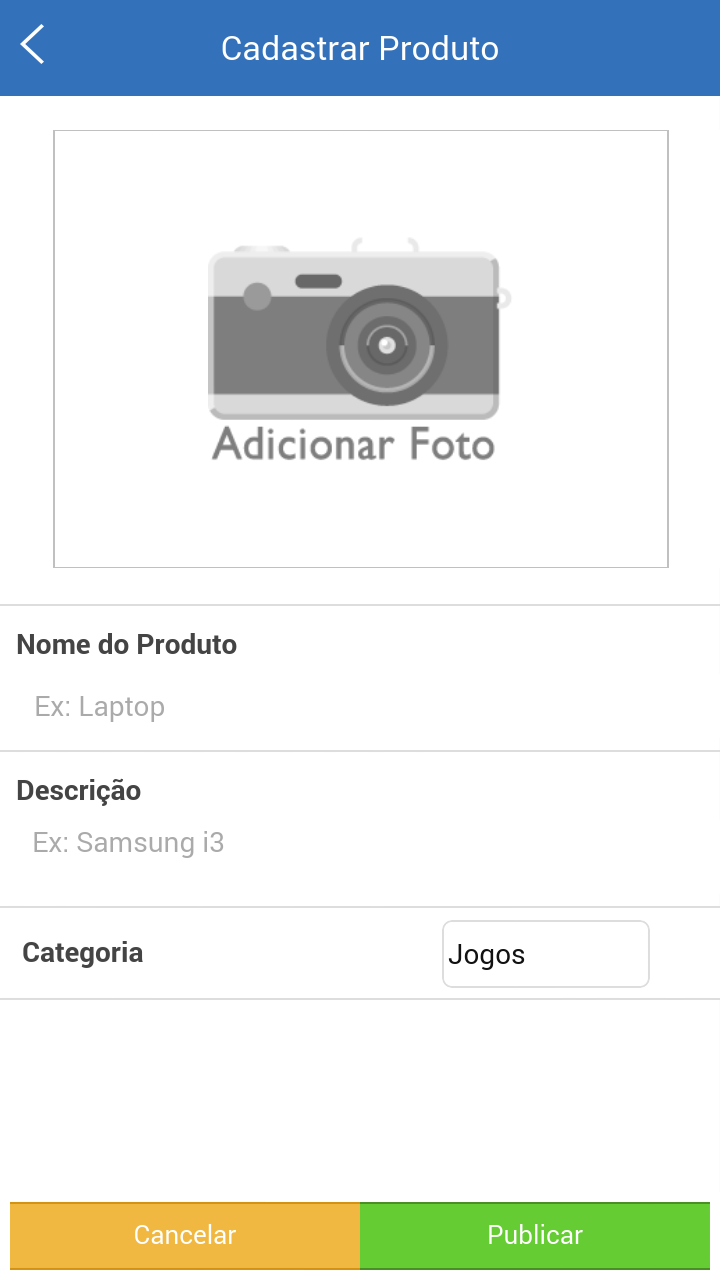 Cadastrar Produto
Adicionar Foto
Nome do Produto
Ex: Laptop
Descrição
Ex: Samsung i3
Categoria Jogos
Cancelar Publicar